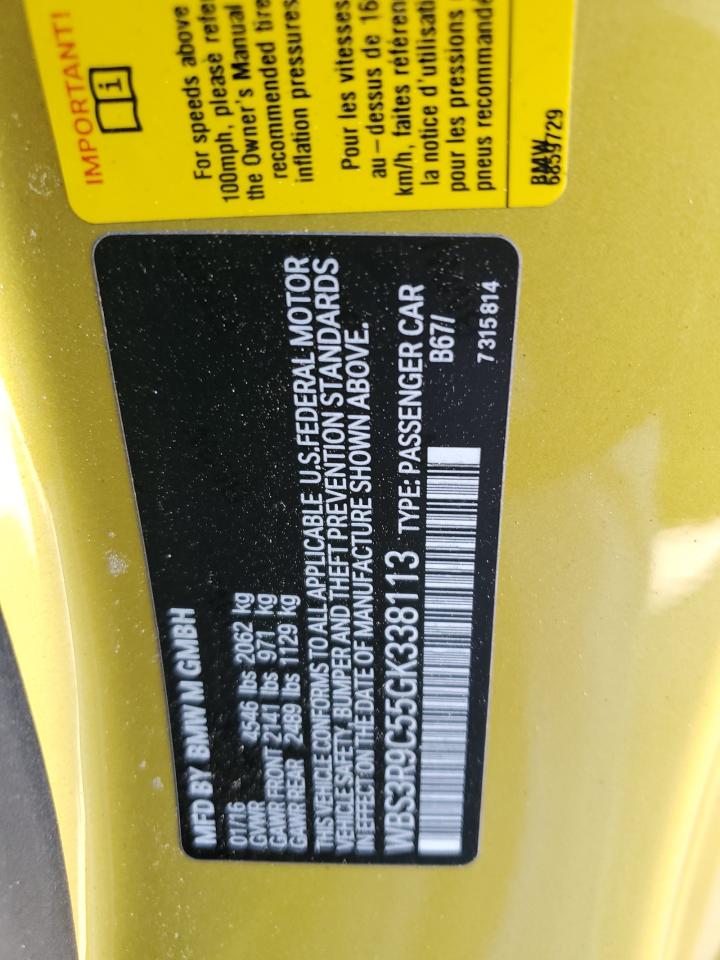 IMPORTANT!
For speeds above
100mph, please refe
the Owner's Manual
recommended tire
inflation pressures
Pour les vitesses
au-dessus de 16
km/h, faites référen
la notice d'utilisati
pour les pressions
pneus recommandé
BMW
6859729
MFD BY BMW M GMBH
01/16
GVWR 4546 lbs 2062 kg
GAWR FRONT 2141 lbs 971 kg
GAWR REAR 2489 lbs 1129 kg
THIS VEHICLE CONFORMS TO ALL APPLICABLE U.S. FEDERAL MOTOR
VEHICLE SAFETY, BUMPER AND THEFT PREVENTION STANDARDS
IN EFFECT ON THE DATE OF MANUFACTURE SHOWN ABOVE.
WBS3R9C55GK338113 TYPE: PASSENGER CAR
B67/
7 315 814